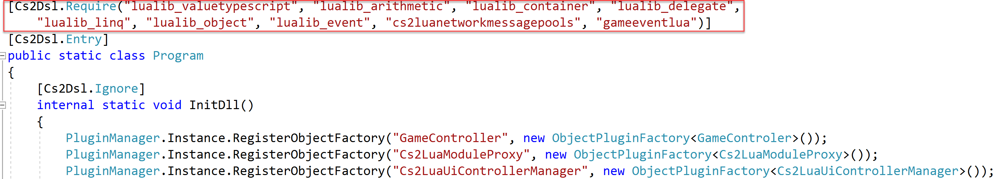 [Cs2Dsl.Require("lualib_valuetypescript", "lualib_arithmetic", "lualib_container", "lualib_delegate",
"lualib_linq", "lualib_object", "lualib_event", "cs2luanetworkmessagepools", "gameeventlua")]
[Cs2Dsl.Entry]
public static class Program
{
[Cs2Dsl.Ignore]
internal static void InitDll()
{
PluginManager.Instance.RegisterObjectFactory("GameController", new ObjectPluginFactory<GameControler>());
PluginManager.Instance.RegisterObjectFactory("Cs2LuaModuleProxy", new ObjectPluginFactory<Cs2LuaModuleProxy>());
PluginManager.Instance.RegisterObjectFactory("Cs2LuaUiControllerManager", new ObjectPluginFactory<Cs2LuaUiControllerManager>());